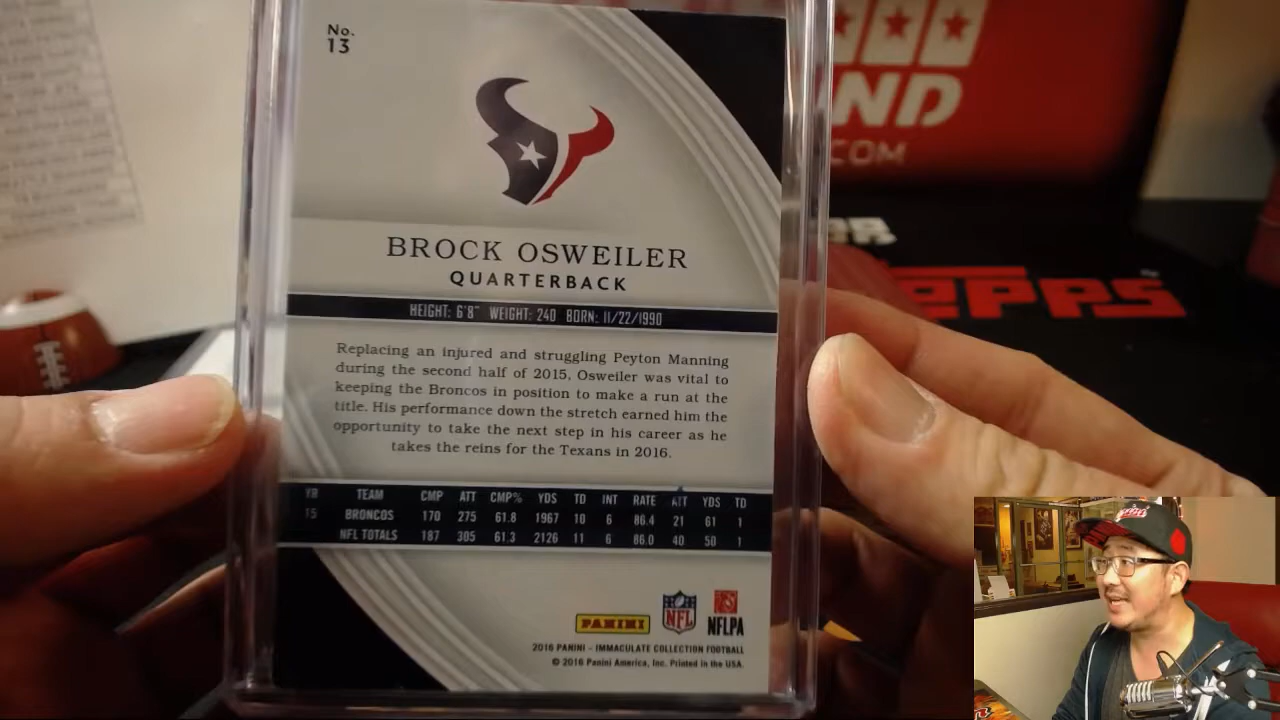 No.
13
BROCK OSWEILER
QUARTERBACK
HEIGHT: 6'8" WEIGHT: 240 BORN: 11/22/1990
Replacing an injured and struggling Peyton Manning
during the second half of 2015, Osweiler was vital to
keeping the Broncos in position to make a run at the
title. His performance down the stretch earned him the
opportunity to take the next step in his career as he
takes the reins for the Texans in 2016.
YR TEAM CMP ATT CMP% YDS TD INT RATE ATT YDS TD
15 BRONCOS 170 275 61.8 1967 10 6 86.4 21 61 1
NFL TOTALS 187 305 61.3 2126 11 6 86.0 40 50 1
PANINI NFL NFLPA
2016 PANINI - IMMACULATE COLLECTION FOOTBALL
© 2016 Panini America, Inc. Printed in the USA.
ND
.COM
TOPPS